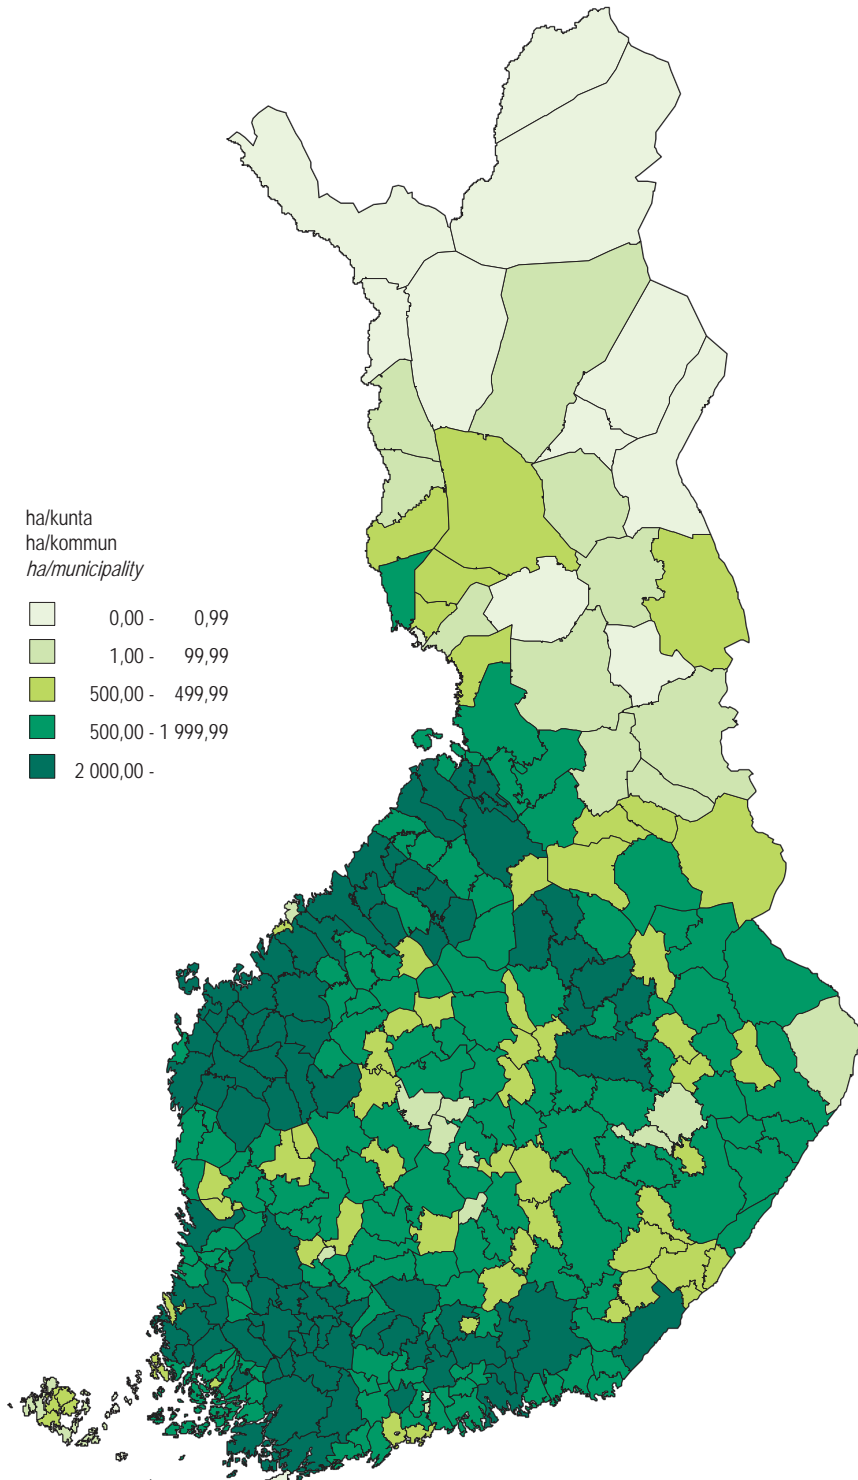 ha/kunta
ha/kommun
ha/municipality
0,00 - 0,99
1,00 - 99,99
500,00 - 499,99
500,00 - 1 999,99
2 000,00 -